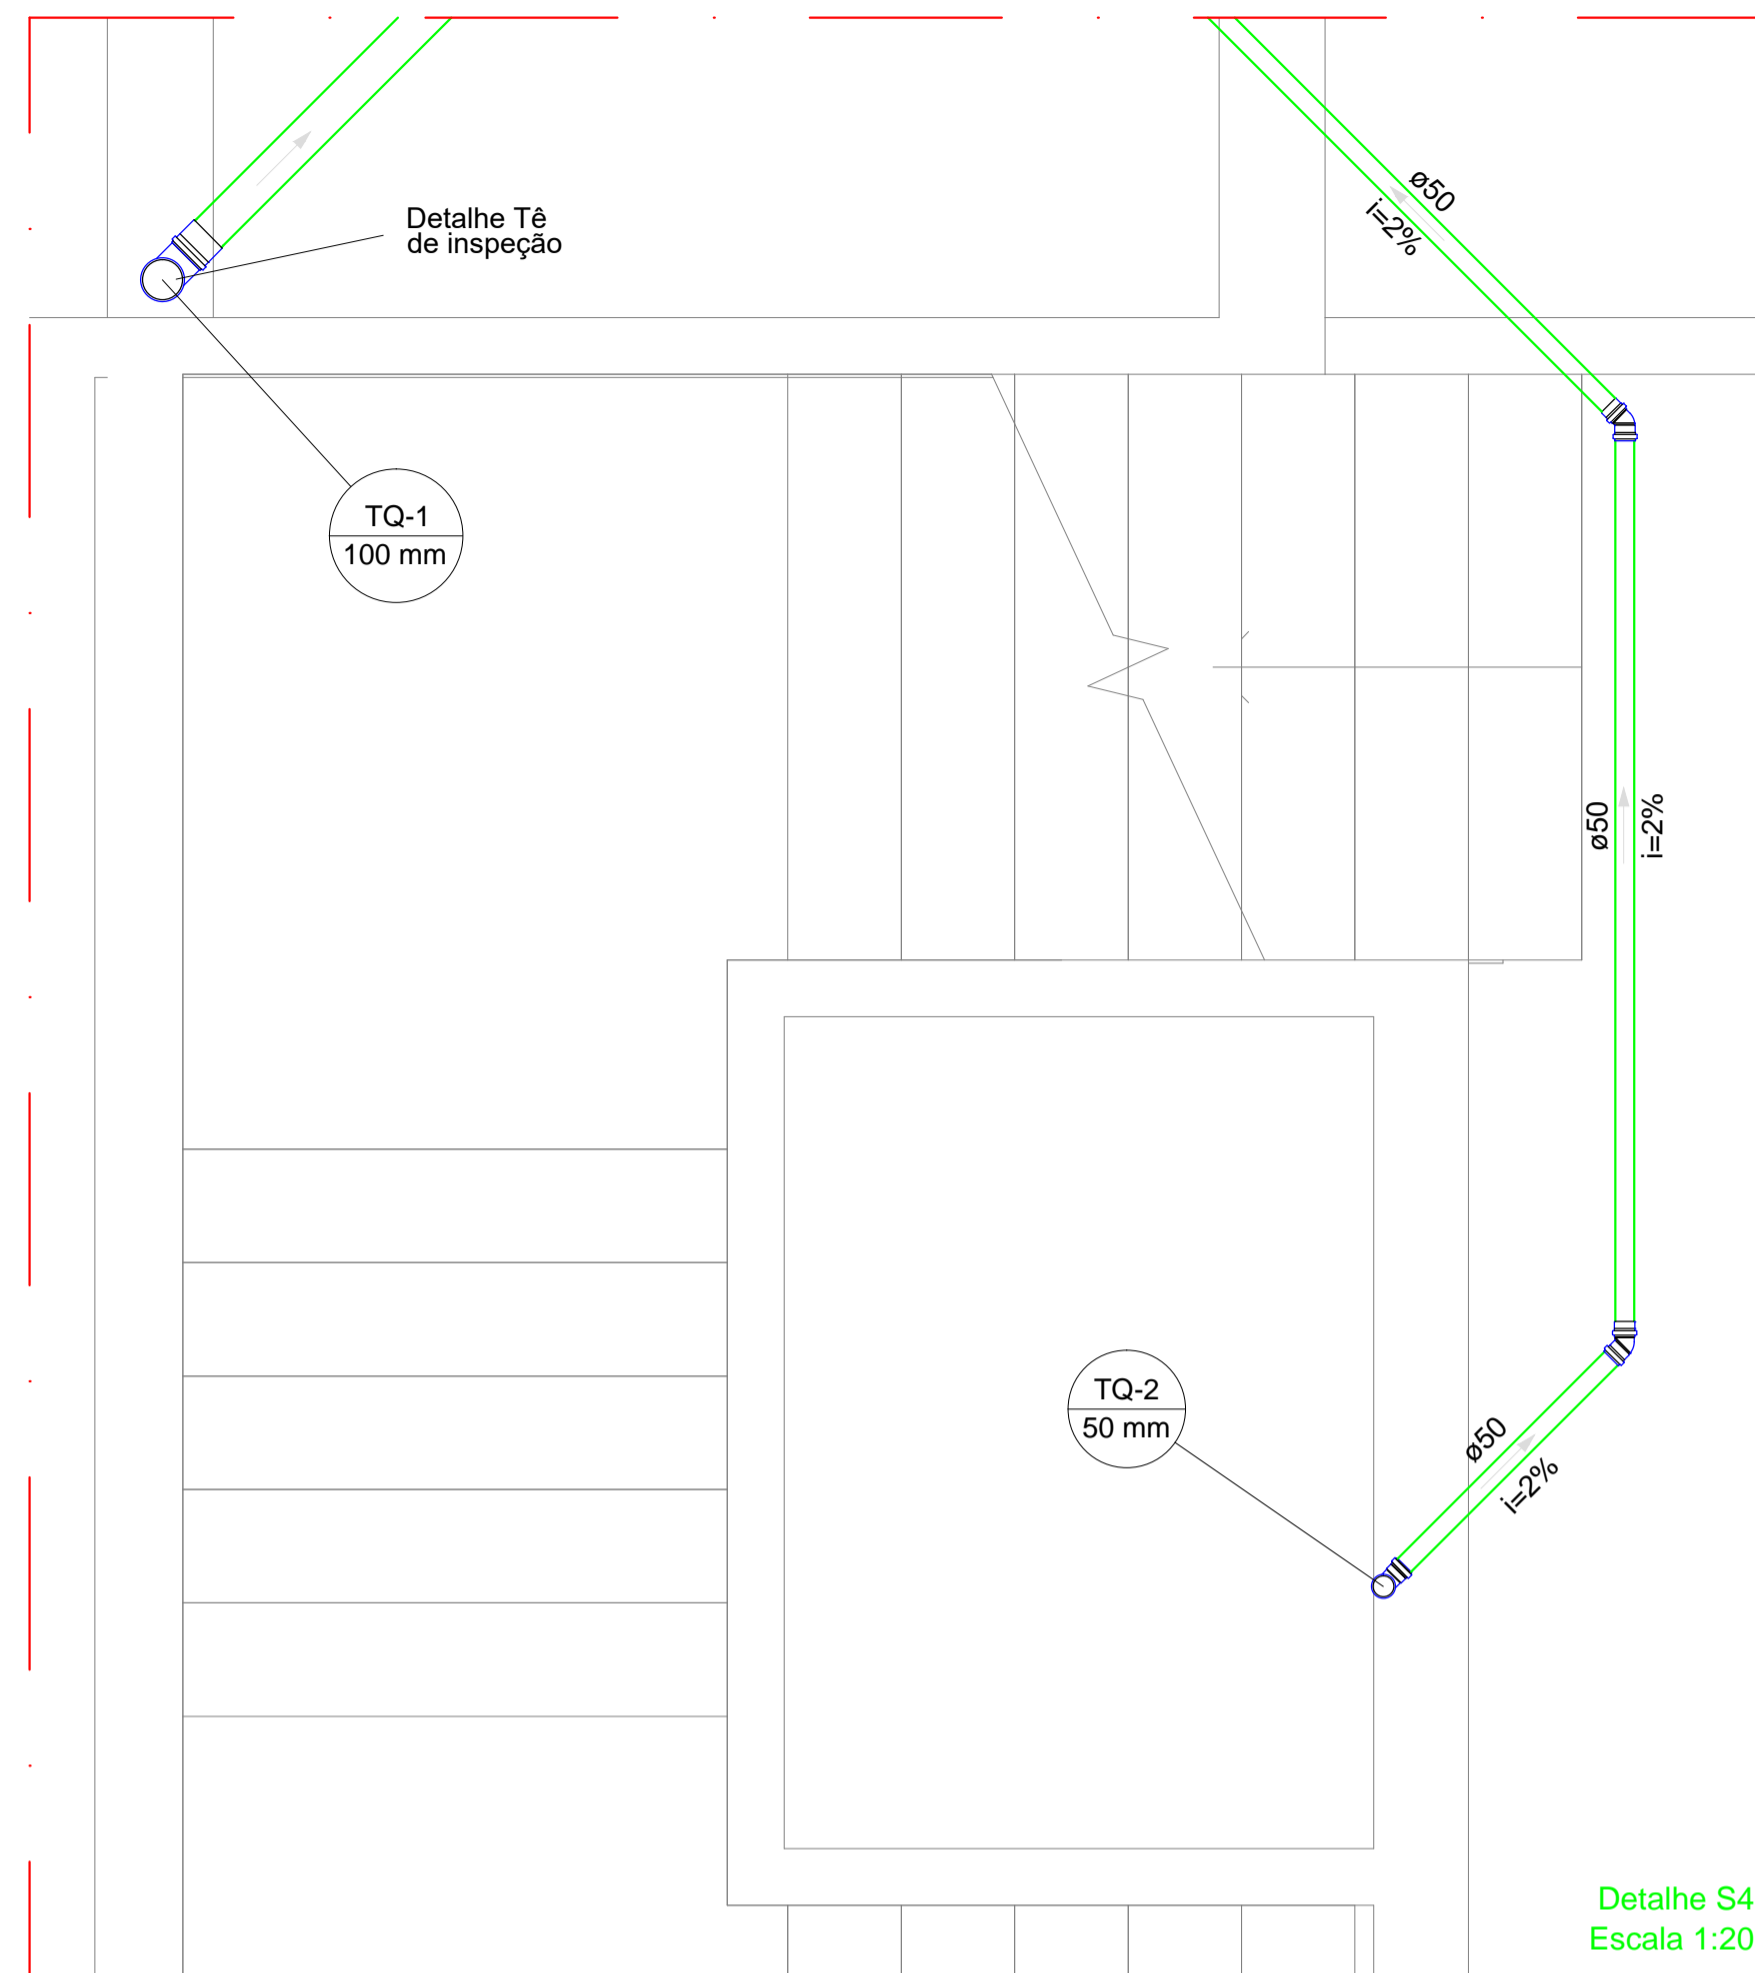 Detalhe Tê
de inspeção
ø50
i=2%
TQ-1
100 mm
ø50
i=2%
TQ-2
50 mm
ø50
i=2%
Detalhe S4
Escala 1:20